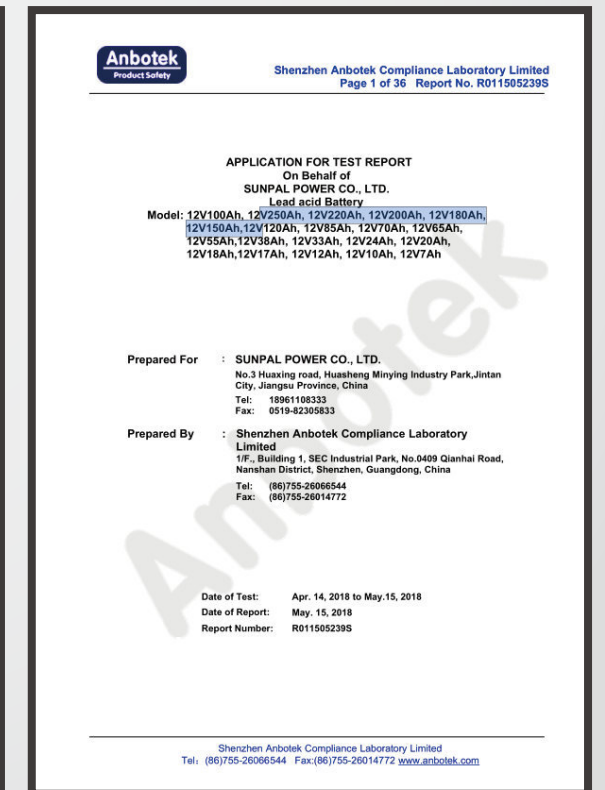 Anbotek
Product Safety
Shenzhen Anbotek Compliance Laboratory Limited
Page 1 of 36 Report No. R011505239S
APPLICATION FOR TEST REPORT
On Behalf of
SUNPAL POWER CO., LTD.
Lead acid Battery
Model: 12V100Ah, 12V250Ah, 12V220Ah, 12V200Ah, 12V180Ah,
12V150Ah,12V120Ah, 12V85Ah, 12V70Ah, 12V65Ah,
12V55Ah,12V38Ah, 12V33Ah, 12V24Ah, 12V20Ah,
12V18Ah,12V17Ah, 12V12Ah, 12V10Ah, 12V7Ah
Prepared For : SUNPAL POWER CO., LTD.
No.3 Huaxing road, Huasheng Minying Industry Park,Jintan
City, Jiangsu Province, China
Tel: 18961108333
Fax: 0519-82305833
Prepared By : Shenzhen Anbotek Compliance Laboratory
Limited
1/F., Building 1, SEC Industrial Park, No.0409 Qianhai Road,
Nanshan District, Shenzhen, Guangdong, China
Tel: (86)755-26066544
Fax: (86)755-26014772
Anbotek
Date of Test: Apr. 14, 2018 to May.15, 2018
Date of Report: May. 15, 2018
Report Number: R011505239S
Shenzhen Anbotek Compliance Laboratory Limited
Tel: (86)755-26066544 Fax:(86)755-26014772 www.anbotek.com